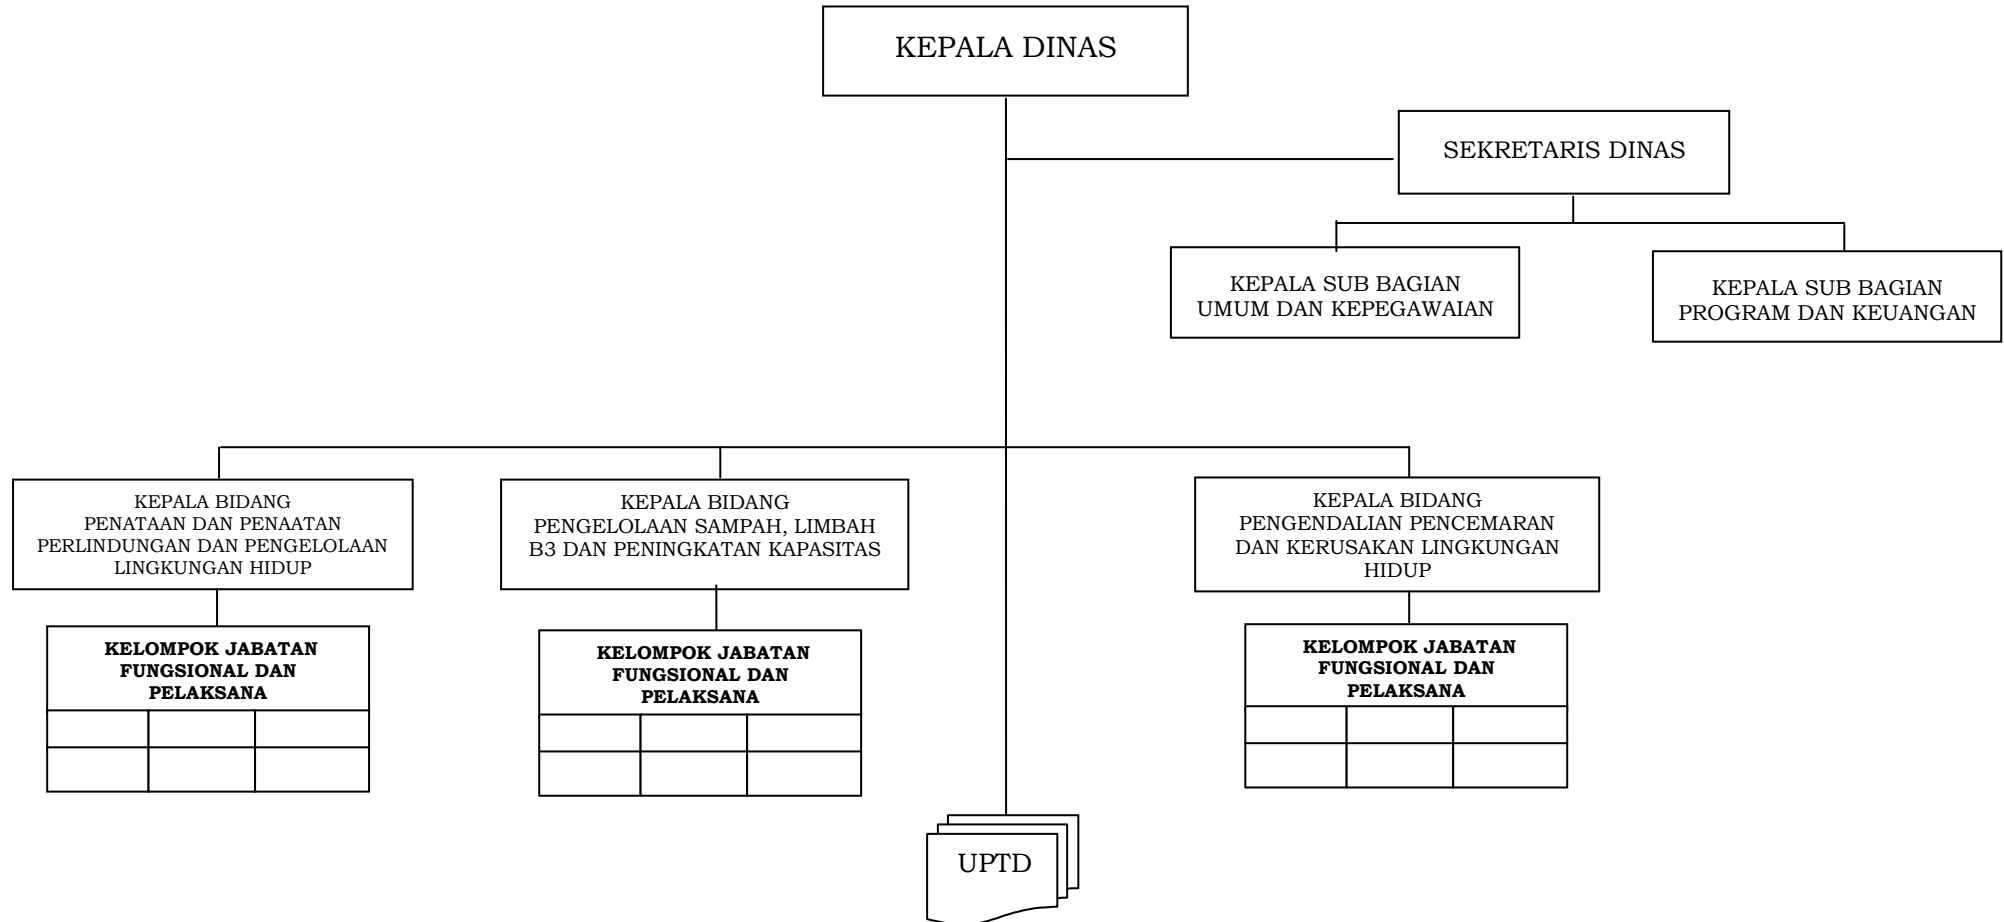 KEPALA DINAS
SEKRETARIS DINAS
KEPALA SUB BAGIAN
UMUM DAN KEPEGAWAIAN
KEPALA SUB BAGIAN
PROGRAM DAN KEUANGAN
KEPALA BIDANG
PENATAAN DAN PENAATAN
PERLINDUNGAN DAN PENGELOLAAN
LINGKUNGAN HIDUP
KEPALA BIDANG
PENGELOLAAN SAMPAH, LIMBAH
B3 DAN PENINGKATAN KAPASITAS
KEPALA BIDANG
PENGENDALIAN PENCEMARAN
DAN KERUSAKAN LINGKUNGAN
HIDUP
KELOMPOK JABATAN
FUNGSIONAL DAN
PELAKSANA
KELOMPOK JABATAN
FUNGSIONAL DAN
PELAKSANA
KELOMPOK JABATAN
FUNGSIONAL DAN
PELAKSANA
UPTD